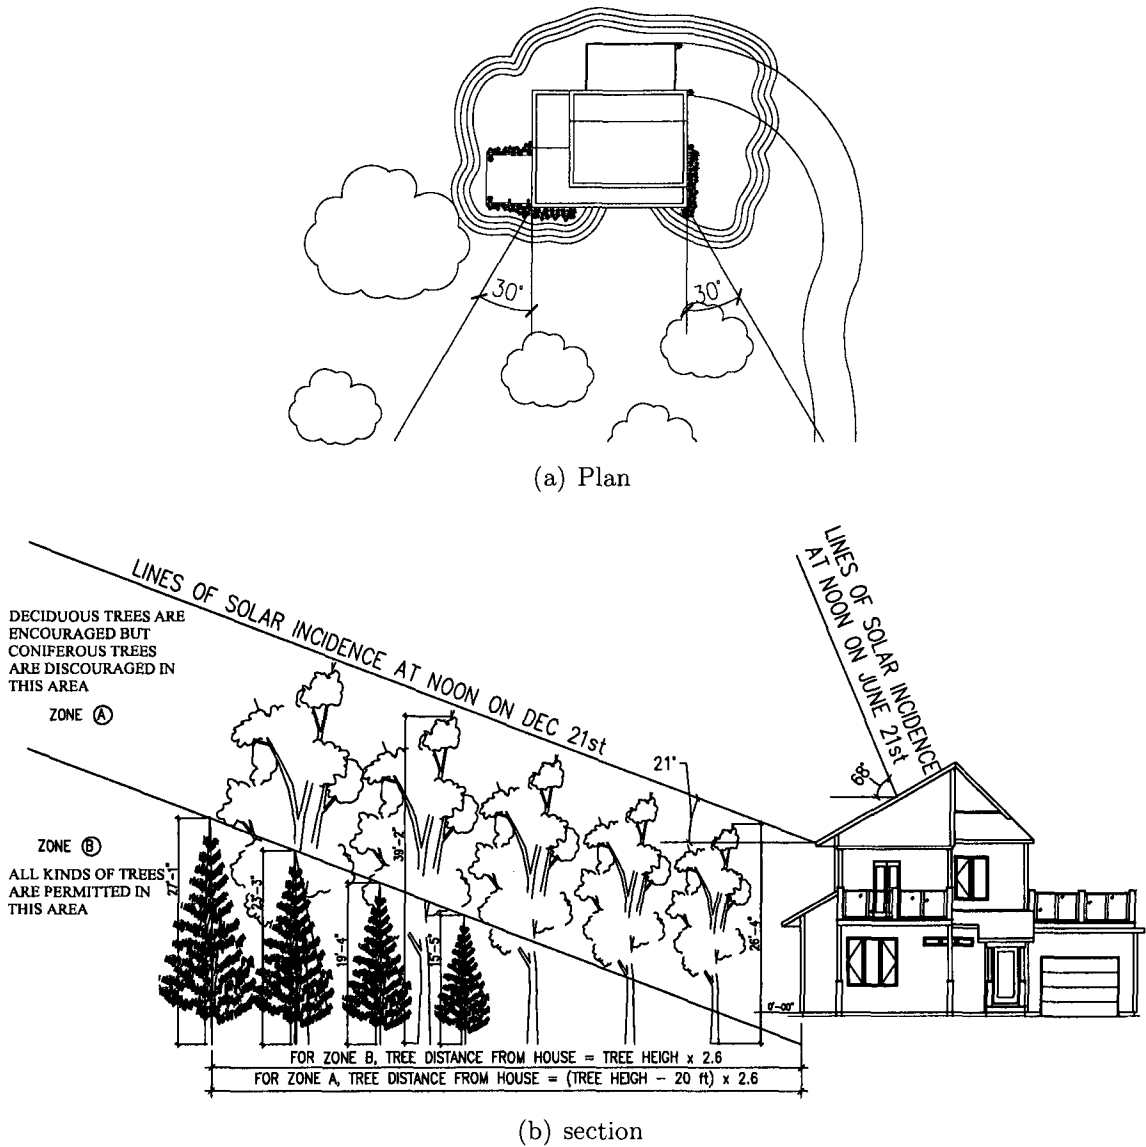 30°
30°
(a) Plan
LINES OF SOLAR INCIDENCE AT NOON ON DEC 21st
LINES OF SOLAR INCIDENCE
AT NOON ON JUNE 21st
DECIDUOUS TREES ARE
ENCOURAGED BUT
CONIFEROUS TREES
ARE DISCOURAGED IN
THIS AREA
ZONE A
21°
68°
ZONE B
ALL KINDS OF TREES
ARE PERMITTED IN
THIS AREA
27'-1"
23'-3"
19'-4"
39'-2"
15'-5"
26'-4"
0'-00"
FOR ZONE B, TREE DISTANCE FROM HOUSE = TREE HEIGH x 2.6
FOR ZONE A, TREE DISTANCE FROM HOUSE = (TREE HEIGH - 20 ft) x 2.6
(b) section